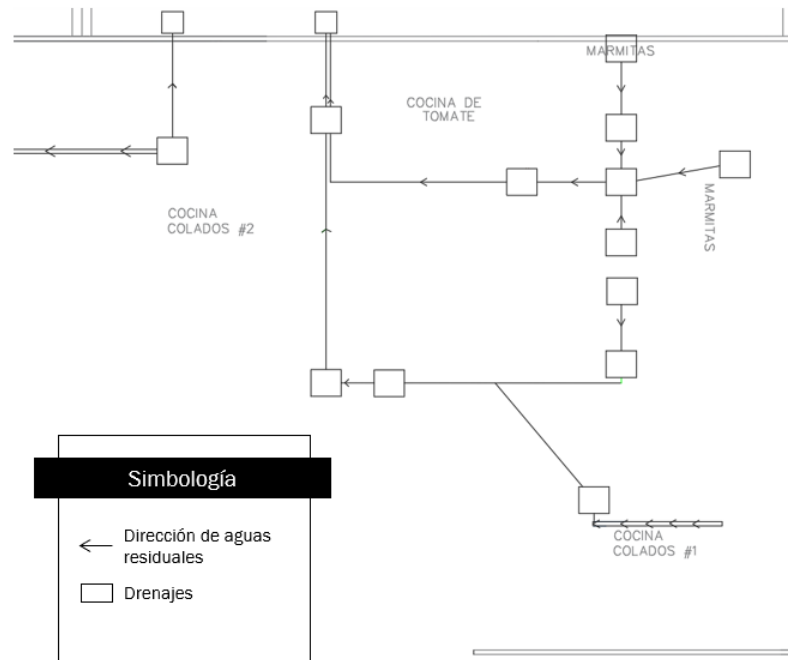 MARMITAS
COCINA DE
TOMATE
MARMITAS
COCINA
COLADOS #2
COCINA
COLADOS #1
Simbología
Dirección de aguas
residuales
Drenajes